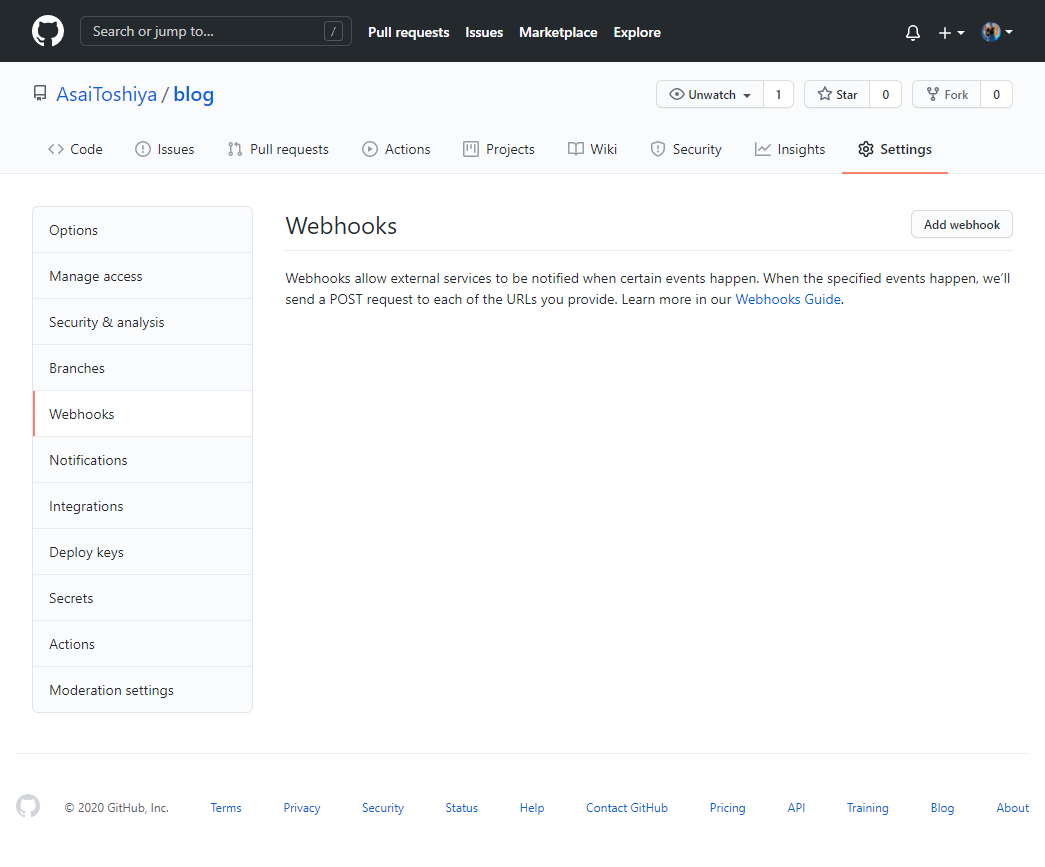 Search or jump to... / Pull requests Issues Marketplace Explore
AsaiToshiya / blog Unwatch 1 Star 0 Fork 0
Code Issues Pull requests Actions Projects Wiki Security Insights Settings
Options
Manage access
Security & analysis
Branches
Webhooks
Notifications
Integrations
Deploy keys
Secrets
Actions
Moderation settings
Webhooks Add webhook
Webhooks allow external services to be notified when certain events happen. When the specified events happen, we’ll
send a POST request to each of the URLs you provide. Learn more in our Webhooks Guide.
© 2020 GitHub, Inc. Terms Privacy Security Status Help Contact GitHub Pricing API Training Blog About